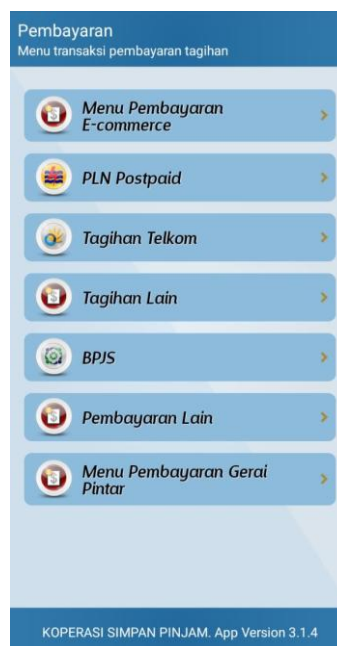 Pembayaran
Menu transaksi pembayaran tagihan
Menu Pembayaran
E-commerce
PLN Postpaid
Tagihan Telkom
Tagihan Lain
BPJS
Pembayaran Lain
Menu Pembayaran Gerai
Pintar
KOPERASI SIMPAN PINJAM. App Version 3.1.4